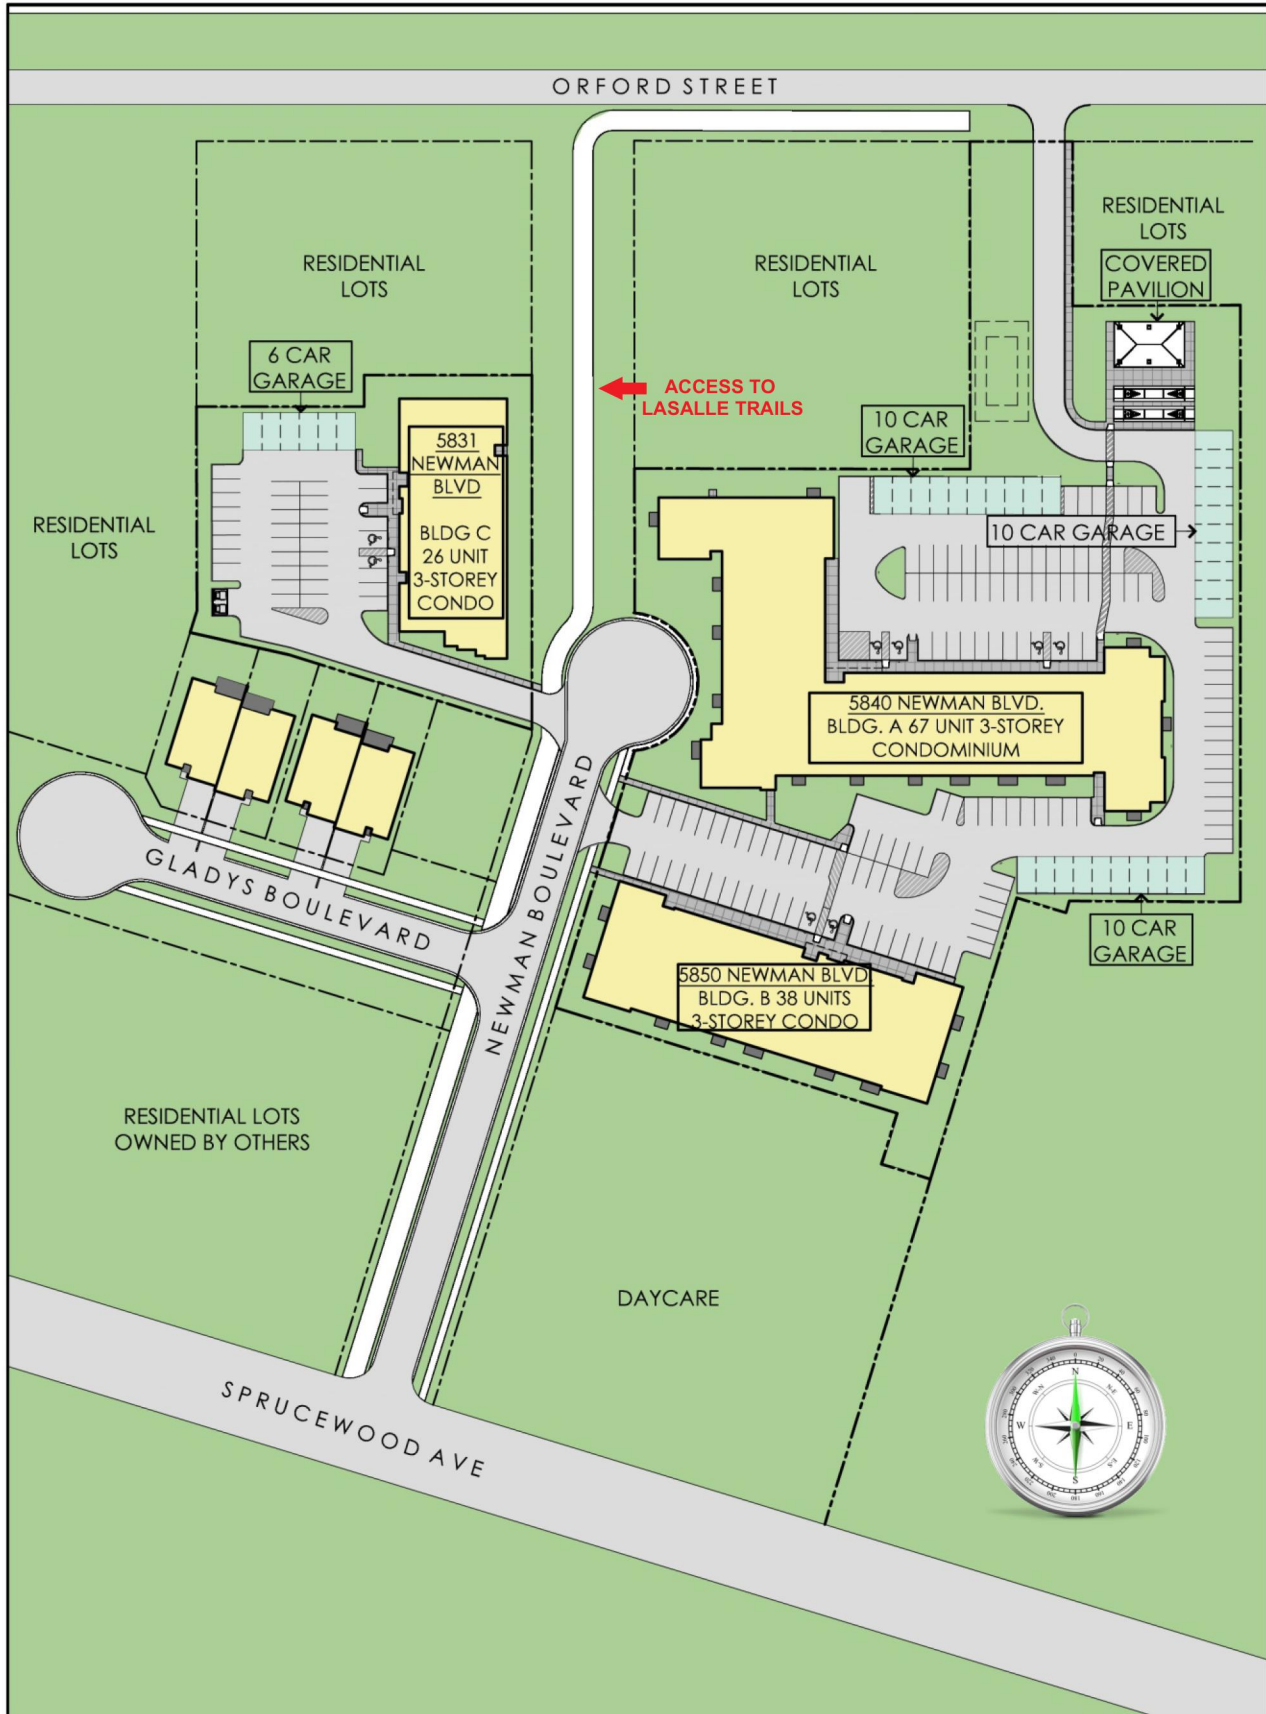 ORFORD STREET
RESIDENTIAL
LOTS
RESIDENTIAL
LOTS
RESIDENTIAL
LOTS
COVERED
PAVILION
6 CAR
GARAGE
ACCESS TO
LASALLE TRAILS
10 CAR
GARAGE
5831
NEWMAN
BLVD
BLDG C
26 UNIT
3-STOREY
CONDO
RESIDENTIAL
LOTS
10 CAR GARAGE
5840 NEWMAN BLVD.
BLDG. A 67 UNIT 3-STOREY
CONDOMINIUM
GLADYS BOULEVARD
NEWMAN BOULEVARD
10 CAR
GARAGE
5850 NEWMAN BLVD.
BLDG. B 38 UNITS
3-STOREY CONDO
RESIDENTIAL LOTS
OWNED BY OTHERS
DAYCARE
SPRUCEWOOD AVE
N
N-E
E
E-S
S
S-W
W
W-N